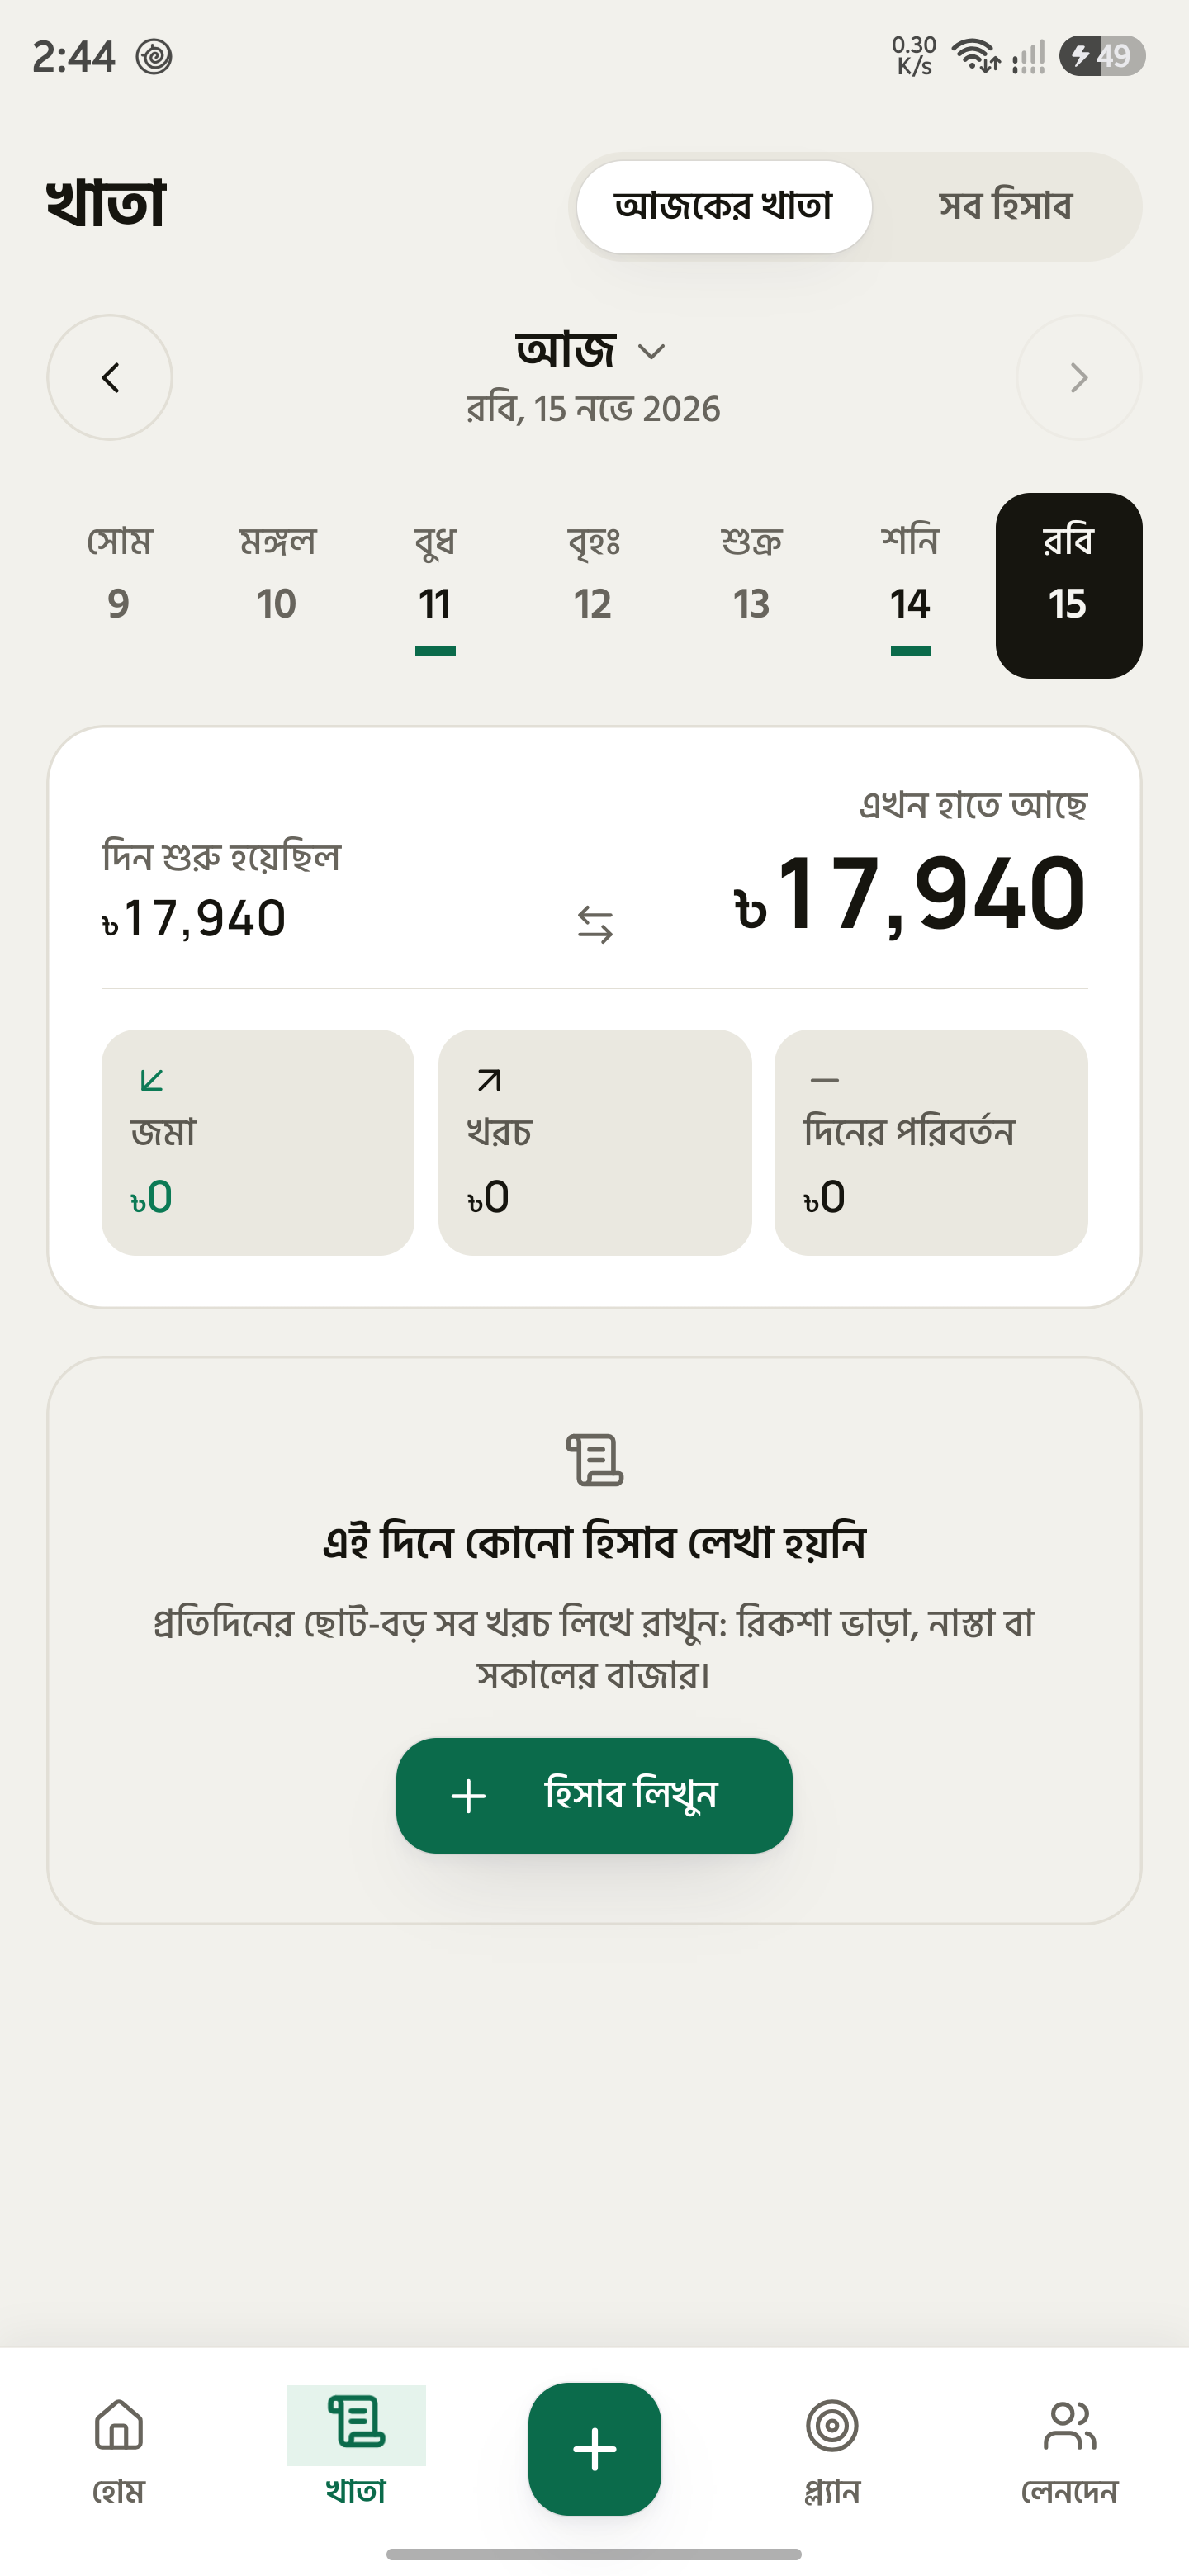 2:44
0.30
K/s
49
খাতা
আজকের খাতা
সব হিসাব
আজ
রবি, 15 নভে 2026
সোম মঙ্গল বুধ বৃহঃ শুক্র শনি রবি
9 10 11 12 13 14 15
এখন হাতে আছে
দিন শুরু হয়েছিল
৳17,940
৳17,940
জমা
খরচ
দিনের পরিবর্তন
৳0
৳0
৳0
এই দিনে কোনো হিসাব লেখা হয়নি
প্রতিদিনের ছোট-বড় সব খরচ লিখে রাখুন: রিকশা ভাড়া, নাস্তা বা
সকালের বাজার।
হিসাব লিখুন
হোম
খাতা
প্ল্যান
লেনদেন